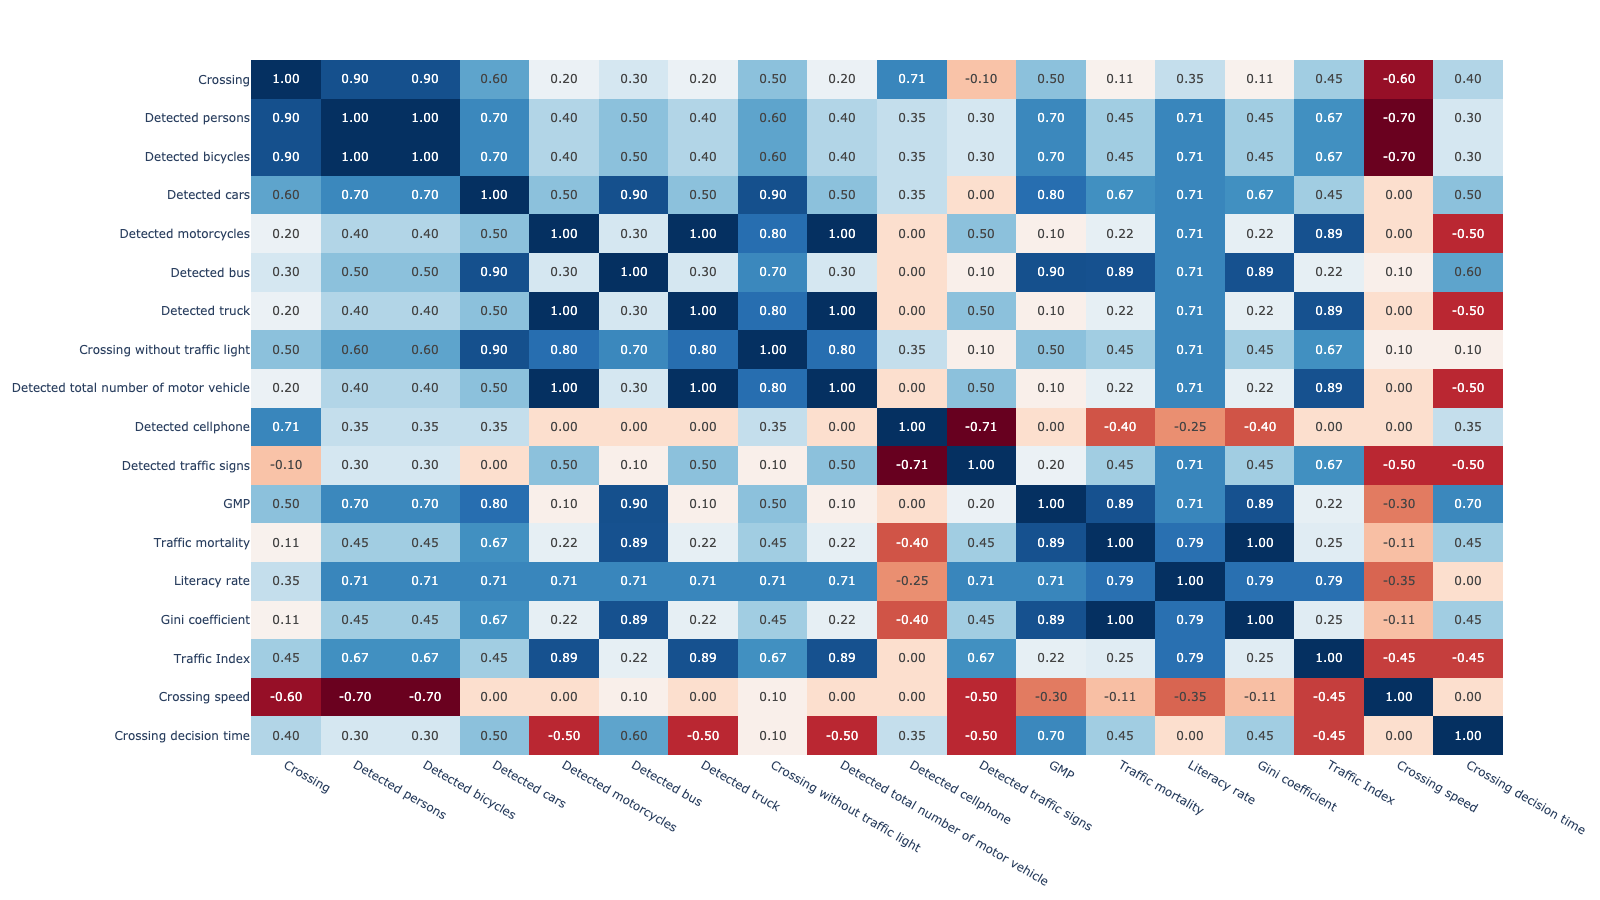 Crossing 1.00 0.90 0.90 0.60 0.20 0.30 0.20 0.50 0.20 0.71 -0.10 0.50 0.11 0.35 0.11 0.45 -0.60 0.40
Detected persons 0.90 1.00 1.00 0.70 0.40 0.50 0.40 0.60 0.40 0.35 0.30 0.70 0.45 0.71 0.45 0.67 -0.70 0.30
Detected bicycles 0.90 1.00 1.00 0.70 0.40 0.50 0.40 0.60 0.40 0.35 0.30 0.70 0.45 0.71 0.45 0.67 -0.70 0.30
Detected cars 0.60 0.70 0.70 1.00 0.50 0.90 0.50 0.90 0.50 0.35 0.00 0.80 0.67 0.71 0.67 0.45 0.00 0.50
Detected motorcycles 0.20 0.40 0.40 0.50 1.00 0.30 1.00 0.80 1.00 0.00 0.50 0.10 0.22 0.71 0.22 0.89 0.00 -0.50
Detected bus 0.30 0.50 0.50 0.90 0.30 1.00 0.30 0.70 0.30 0.00 0.10 0.90 0.89 0.71 0.89 0.22 0.10 0.60
Detected truck 0.20 0.40 0.40 0.50 1.00 0.30 1.00 0.80 1.00 0.00 0.50 0.10 0.22 0.71 0.22 0.89 0.00 -0.50
Crossing without traffic light 0.50 0.60 0.60 0.90 0.80 0.70 0.80 1.00 0.80 0.35 0.10 0.50 0.45 0.71 0.45 0.67 0.10 0.10
Detected total number of motor vehicle 0.20 0.40 0.40 0.50 1.00 0.30 1.00 0.80 1.00 0.00 0.50 0.10 0.22 0.71 0.22 0.89 0.00 -0.50
Detected cellphone 0.71 0.35 0.35 0.35 0.00 0.00 0.00 0.35 0.00 1.00 -0.71 0.00 -0.40 -0.25 -0.40 0.00 0.00 0.35
Detected traffic signs -0.10 0.30 0.30 0.00 0.50 0.10 0.50 0.10 0.50 -0.71 1.00 0.20 0.45 0.71 0.45 0.67 -0.50 -0.50
GMP 0.50 0.70 0.70 0.80 0.10 0.90 0.10 0.50 0.10 0.00 0.20 1.00 0.89 0.71 0.89 0.22 -0.30 0.70
Traffic mortality 0.11 0.45 0.45 0.67 0.22 0.89 0.22 0.45 0.22 -0.40 0.45 0.89 1.00 0.79 1.00 0.25 -0.11 0.45
Literacy rate 0.35 0.71 0.71 0.71 0.71 0.71 0.71 0.71 0.71 -0.25 0.71 0.71 0.79 1.00 0.79 0.79 -0.35 0.00
Gini coefficient 0.11 0.45 0.45 0.67 0.22 0.89 0.22 0.45 0.22 -0.40 0.45 0.89 1.00 0.79 1.00 0.25 -0.11 0.45
Traffic Index 0.45 0.67 0.67 0.45 0.89 0.22 0.89 0.67 0.89 0.00 0.67 0.22 0.25 0.79 0.25 1.00 -0.45 -0.45
Crossing speed -0.60 -0.70 -0.70 0.00 0.00 0.10 0.00 0.10 0.00 0.00 -0.50 -0.30 -0.11 -0.35 -0.11 -0.45 1.00 0.00
Crossing decision time 0.40 0.30 0.30 0.50 -0.50 0.60 -0.50 0.10 -0.50 0.35 -0.50 0.70 0.45 0.00 0.45 -0.45 0.00 1.00
Crossing
Detected persons
Detected bicycles
Detected cars
Detected motorcycles
Detected bus
Detected truck
Crossing without traffic light
Detected total number of motor vehicle
Detected cellphone
Detected traffic signs
GMP
Traffic mortality
Literacy rate
Gini coefficient
Traffic Index
Crossing speed
Crossing decision time